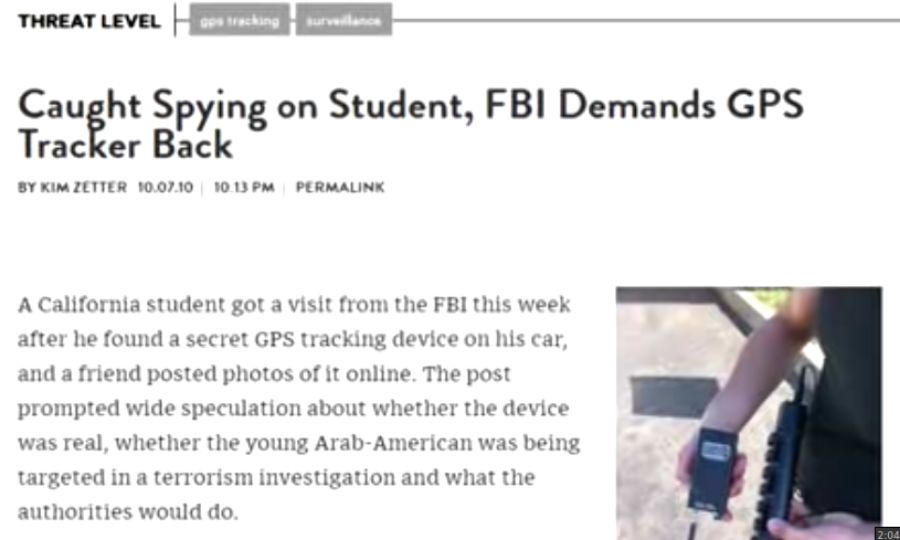 THREAT LEVEL gps tracking surveillance
Caught Spying on Student, FBI Demands GPS
Tracker Back
BY KIM ZETTER 10.07.10 | 10:13 PM | PERMALINK
A California student got a visit from the FBI this week
after he found a secret GPS tracking device on his car,
and a friend posted photos of it online. The post
prompted wide speculation about whether the device
was real, whether the young Arab-American was being
targeted in a terrorism investigation and what the
authorities would do.
2:04